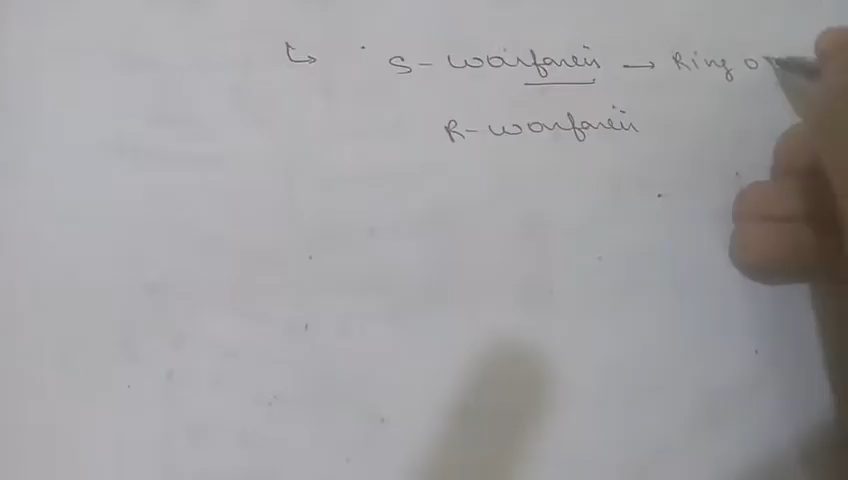 ↳ S - warfarin → Ring o
R - warfarin